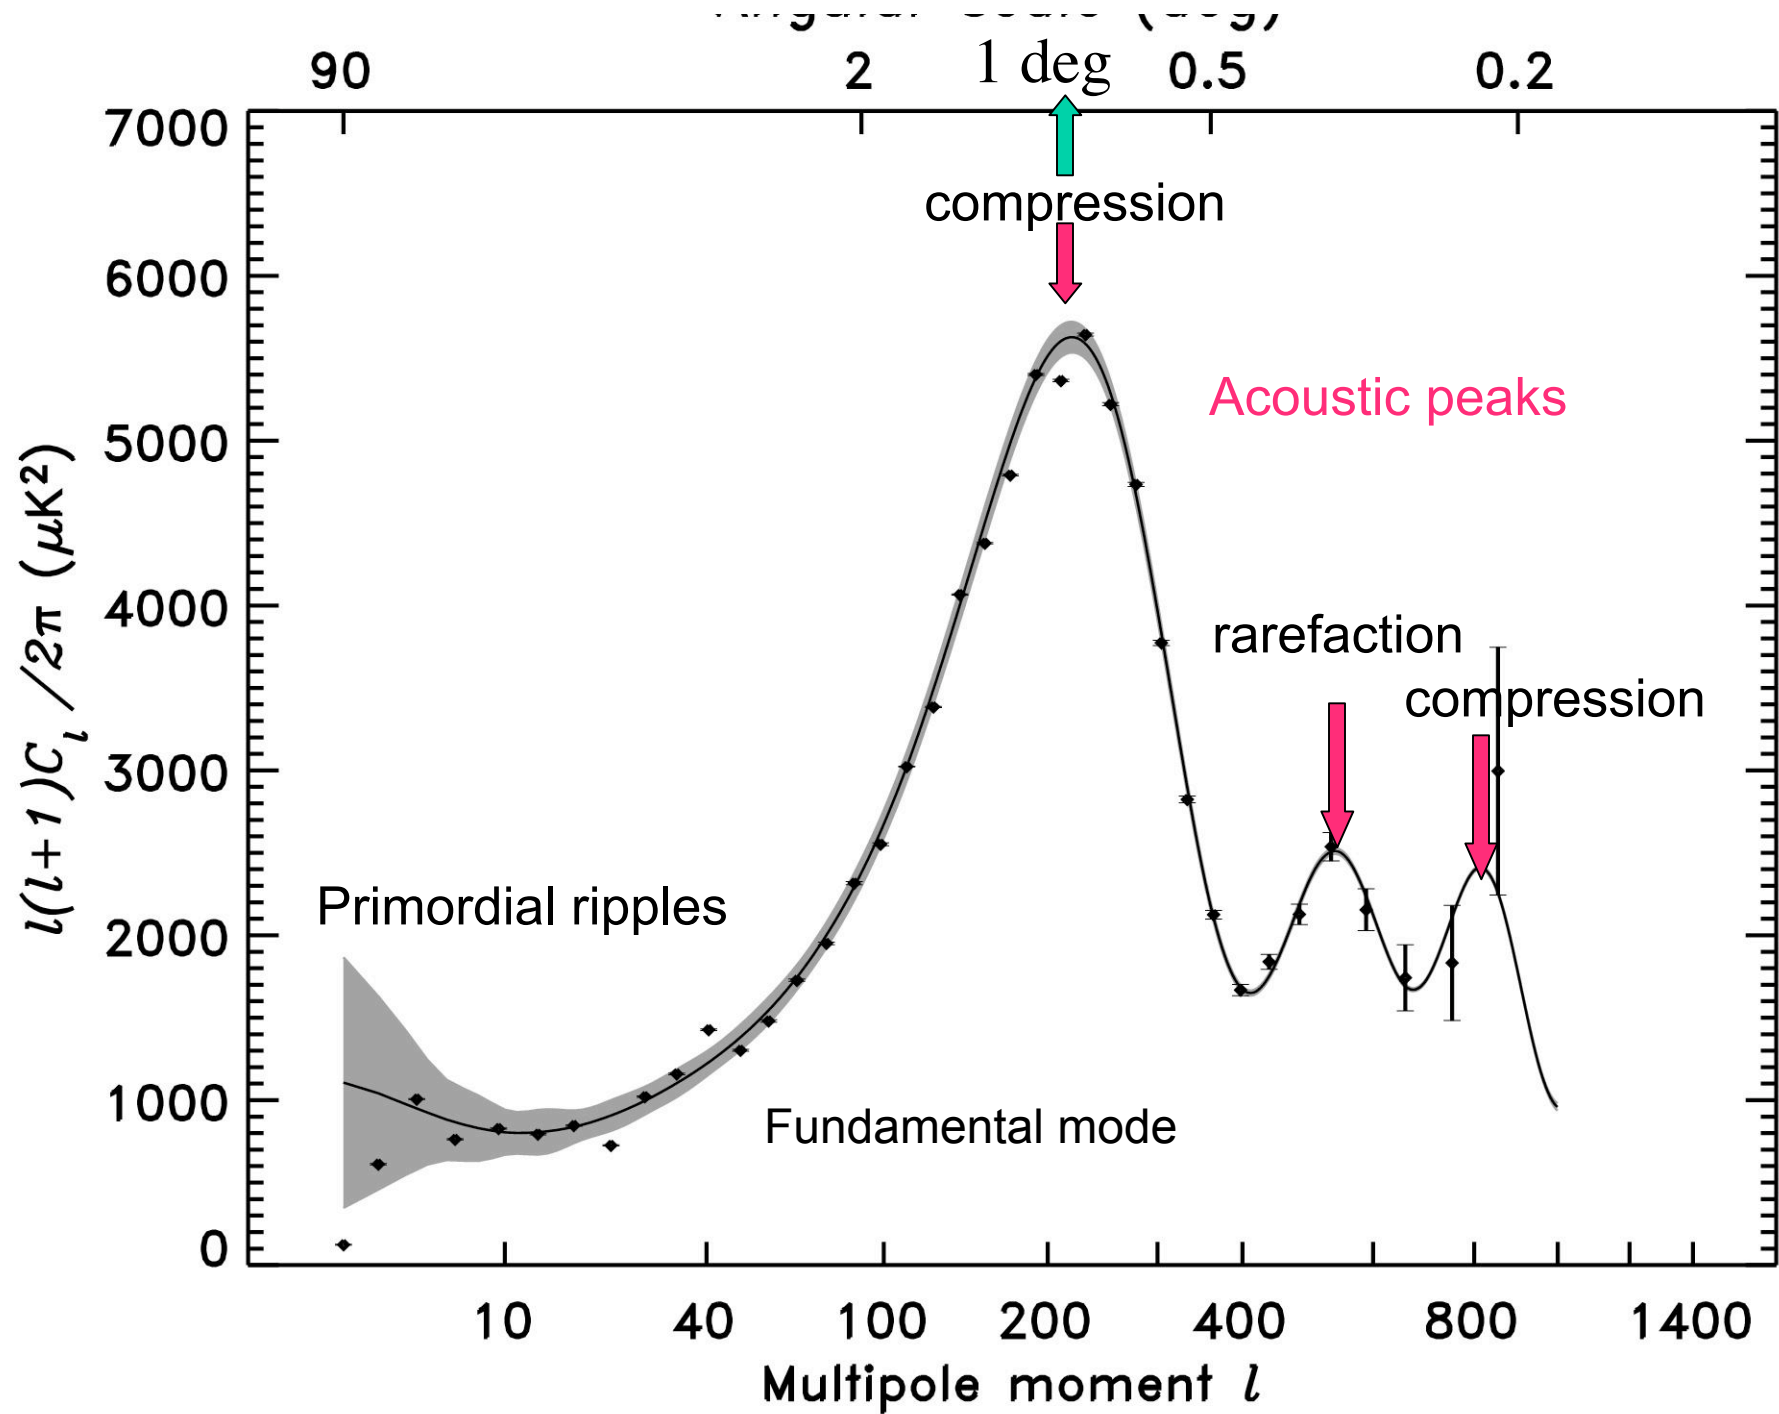 Angular Scale (deg)
90 2 1 deg 0.5 0.2
7000
compression
6000
Acoustic peaks
5000
l(l+1)C_l/2π (μK²)
4000
rarefaction
compression
3000
Primordial ripples
2000
1000
Fundamental mode
0
10 40 100 200 400 800 1400
Multipole moment l